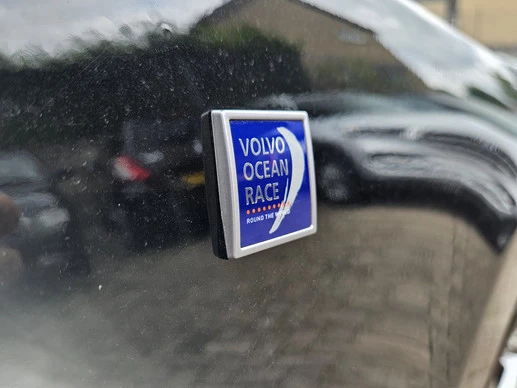 VOLVO
OCEAN
RACE
ROUND THE WORLD